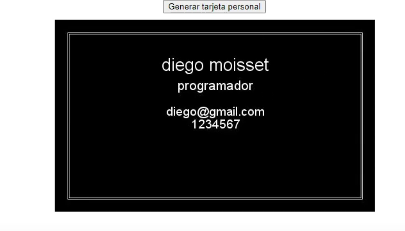 Generar tarjeta personal
diego moisset
programador
diego@gmail.com
1234567